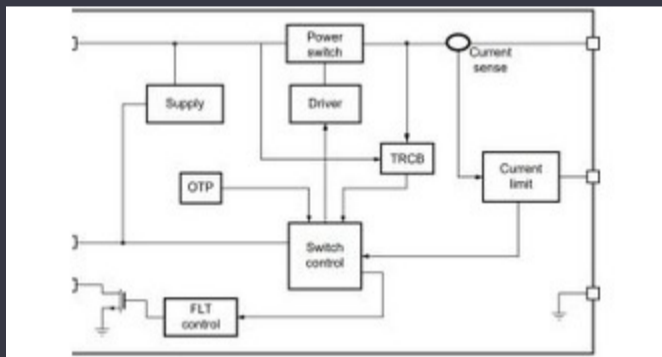 Power
switch
Current
sense
Supply
Driver
TRCB
Current
limit
OTP
Switch
control
FLT
control